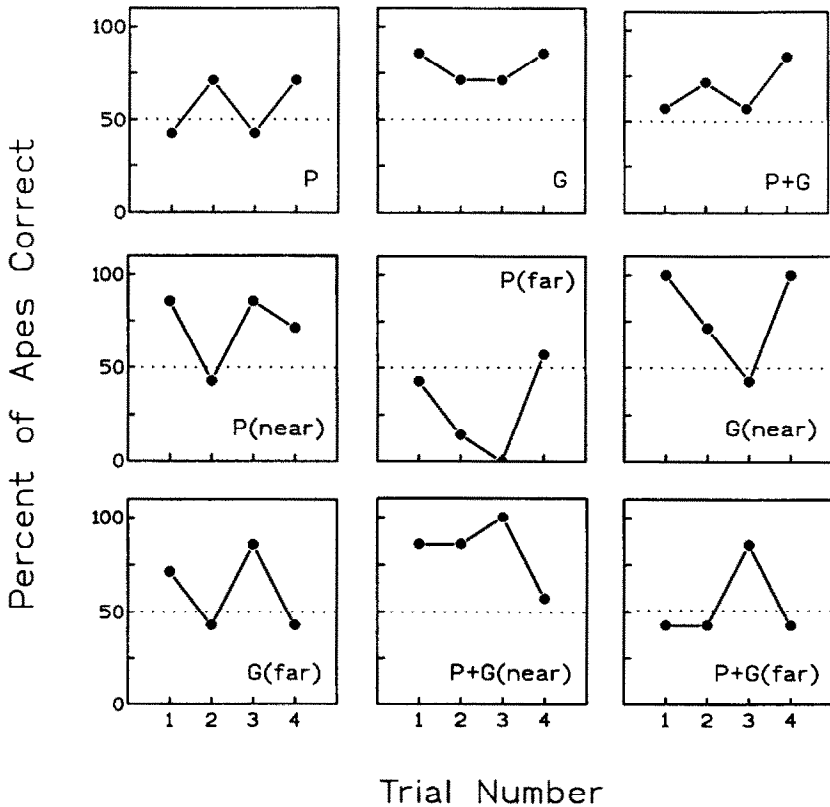 Percent of Apes Correct
100
50
0
P
G
P+G
100
50
0
P(near)
P(far)
G(near)
100
50
0
G(far)
P+G(near)
P+G(far)
1 2 3 4
1 2 3 4
1 2 3 4
Trial Number